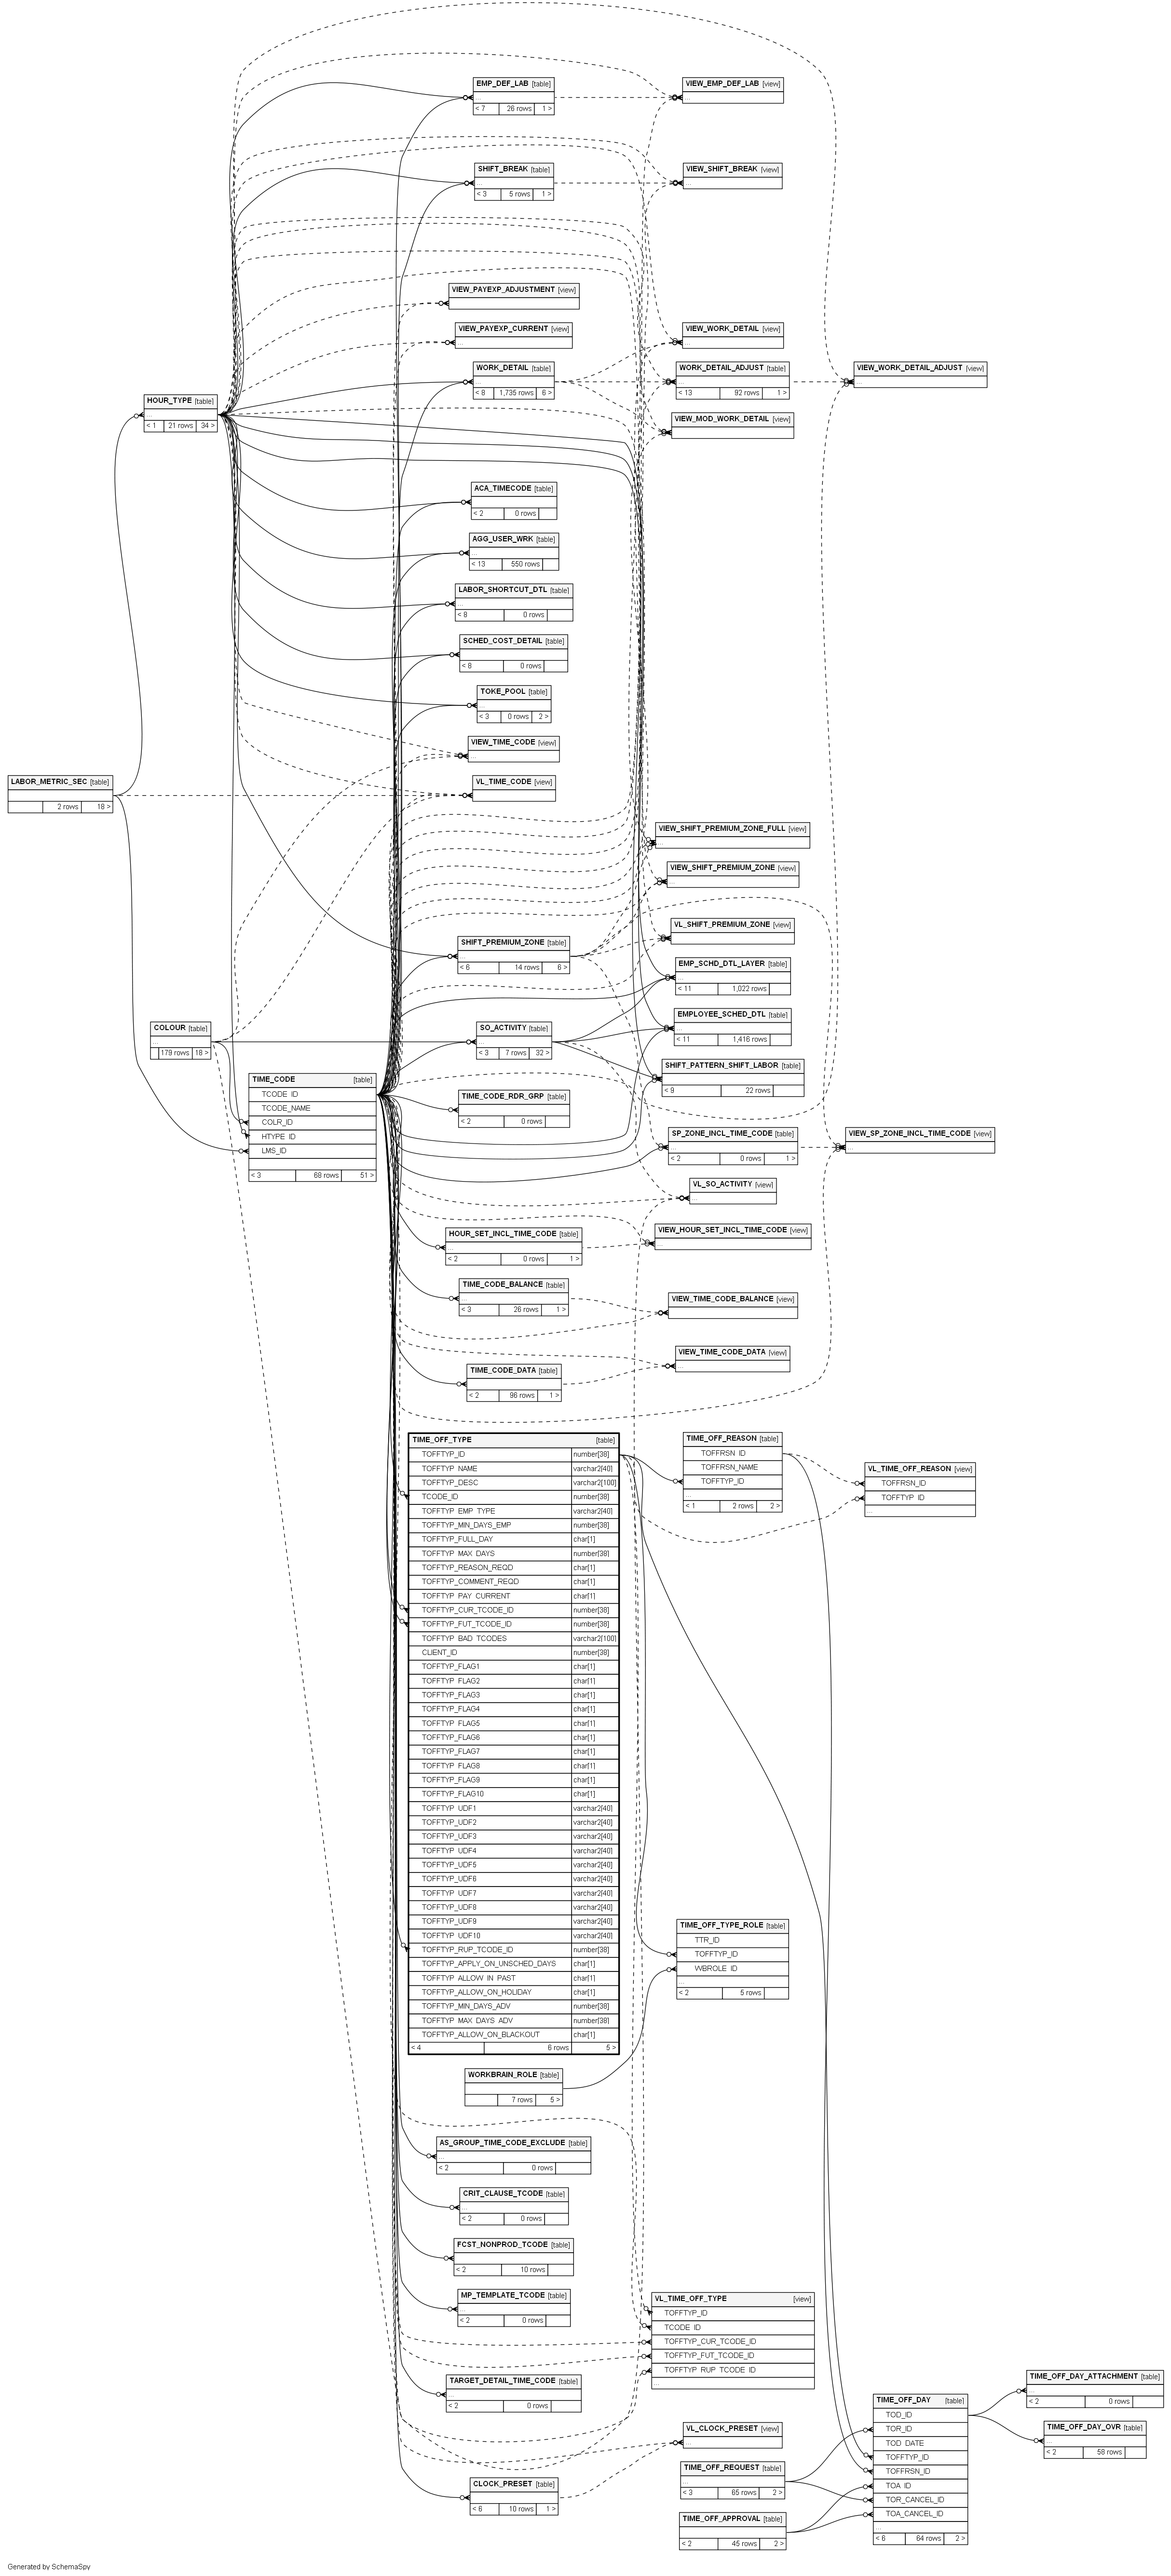 EMP_DEF_LAB [table]
...
< 7 26 rows 1 >
VIEW_EMP_DEF_LAB [view]
...
SHIFT_BREAK [table]
...
< 3 5 rows 1 >
VIEW_SHIFT_BREAK [view]
...
VIEW_PAYEXP_ADJUSTMENT [view]
...
VIEW_PAYEXP_CURRENT [view]
...
VIEW_WORK_DETAIL [view]
...
WORK_DETAIL [table]
...
< 8 1,735 rows 6 >
WORK_DETAIL_ADJUST [table]
...
< 13 92 rows 1 >
VIEW_WORK_DETAIL_ADJUST [view]
...
HOUR_TYPE [table]
...
< 1 21 rows 34 >
VIEW_MOD_WORK_DETAIL [view]
...
ACA_TIMECODE [table]
...
< 2 0 rows
AGG_USER_WRK [table]
...
< 13 550 rows
LABOR_SHORTCUT_DTL [table]
...
< 8 0 rows
SCHED_COST_DETAIL [table]
...
< 8 0 rows
TOKE_POOL [table]
...
< 3 0 rows 2 >
VIEW_TIME_CODE [view]
...
LABOR_METRIC_SEC [table]
...
2 rows 18 >
VL_TIME_CODE [view]
...
VIEW_SHIFT_PREMIUM_ZONE_FULL [view]
...
VIEW_SHIFT_PREMIUM_ZONE [view]
...
VL_SHIFT_PREMIUM_ZONE [view]
...
SHIFT_PREMIUM_ZONE [table]
...
< 6 14 rows 6 >
EMP_SCHD_DTL_LAYER [table]
...
< 11 1,022 rows
EMPLOYEE_SCHED_DTL [table]
...
< 11 1,416 rows
COLOUR [table]
...
179 rows 18 >
SO_ACTIVITY [table]
...
< 3 7 rows 32 >
SHIFT_PATTERN_SHIFT_LABOR [table]
...
< 9 22 rows
TIME_CODE [table]
TCODE_ID
TCODE_NAME
COLR_ID
HTYPE_ID
LMS_ID
...
< 3 68 rows 51 >
TIME_CODE_RDR_GRP [table]
...
< 2 0 rows
SP_ZONE_INCL_TIME_CODE [table]
...
< 2 0 rows 1 >
VIEW_SP_ZONE_INCL_TIME_CODE [view]
...
VL_SO_ACTIVITY [view]
...
HOUR_SET_INCL_TIME_CODE [table]
...
< 2 0 rows 1 >
VIEW_HOUR_SET_INCL_TIME_CODE [view]
...
TIME_CODE_BALANCE [table]
...
< 3 26 rows 1 >
VIEW_TIME_CODE_BALANCE [view]
...
VIEW_TIME_CODE_DATA [view]
...
TIME_CODE_DATA [table]
...
< 2 96 rows 1 >
TIME_OFF_TYPE [table]
TOFFTYP_ID number[38]
TOFFTYP_NAME varchar2[40]
TOFFTYP_DESC varchar2[100]
TCODE_ID number[38]
TOFFTYP_EMP_TYPE varchar2[40]
TOFFTYP_MIN_DAYS_EMP number[38]
TOFFTYP_FULL_DAY char[1]
TOFFTYP_MAX_DAYS number[38]
TOFFTYP_REASON_REQD char[1]
TOFFTYP_COMMENT_REQD char[1]
TOFFTYP_PAY_CURRENT char[1]
TOFFTYP_CUR_TCODE_ID number[38]
TOFFTYP_FUT_TCODE_ID number[38]
TOFFTYP_BAD_TCODES varchar2[100]
CLIENT_ID number[38]
TOFFTYP_FLAG1 char[1]
TOFFTYP_FLAG2 char[1]
TOFFTYP_FLAG3 char[1]
TOFFTYP_FLAG4 char[1]
TOFFTYP_FLAG5 char[1]
TOFFTYP_FLAG6 char[1]
TOFFTYP_FLAG7 char[1]
TOFFTYP_FLAG8 char[1]
TOFFTYP_FLAG9 char[1]
TOFFTYP_FLAG10 char[1]
TOFFTYP_UDF1 varchar2[40]
TOFFTYP_UDF2 varchar2[40]
TOFFTYP_UDF3 varchar2[40]
TOFFTYP_UDF4 varchar2[40]
TOFFTYP_UDF5 varchar2[40]
TOFFTYP_UDF6 varchar2[40]
TOFFTYP_UDF7 varchar2[40]
TOFFTYP_UDF8 varchar2[40]
TOFFTYP_UDF9 varchar2[40]
TOFFTYP_UDF10 varchar2[40]
TOFFTYP_RUP_TCODE_ID number[38]
TOFFTYP_APPLY_ON_UNSCHED_DAYS char[1]
TOFFTYP_ALLOW_IN_PAST char[1]
TOFFTYP_ALLOW_ON_HOLIDAY char[1]
TOFFTYP_MIN_DAYS_ADV number[38]
TOFFTYP_MAX_DAYS_ADV number[38]
TOFFTYP_ALLOW_ON_BLACKOUT char[1]
< 4 6 rows 5 >
TIME_OFF_REASON [table]
TOFFRSN_ID
TOFFRSN_NAME
TOFFTYP_ID
...
< 1 2 rows 2 >
VL_TIME_OFF_REASON [view]
TOFFRSN_ID
TOFFTYP_ID
...
TIME_OFF_TYPE_ROLE [table]
TTR_ID
TOFFTYP_ID
WBROLE_ID
...
< 2 5 rows
WORKBRAIN_ROLE [table]
...
7 rows 5 >
AS_GROUP_TIME_CODE_EXCLUDE [table]
...
< 2 0 rows
CRIT_CLAUSE_TCODE [table]
...
< 2 0 rows
FCST_NONPROD_TCODE [table]
...
< 2 10 rows
MP_TEMPLATE_TCODE [table]
...
< 2 0 rows
VL_TIME_OFF_TYPE [view]
TOFFTYP_ID
TCODE_ID
TOFFTYP_CUR_TCODE_ID
TOFFTYP_FUT_TCODE_ID
TOFFTYP_RUP_TCODE_ID
...
TARGET_DETAIL_TIME_CODE [table]
...
< 2 0 rows
TIME_OFF_DAY_ATTACHMENT [table]
...
< 2 0 rows
TIME_OFF_DAY [table]
TOD_ID
TOR_ID
TOD_DATE
TOFFTYP_ID
TOFFRSN_ID
TOA_ID
TOR_CANCEL_ID
TOA_CANCEL_ID
...
< 6 64 rows 2 >
TIME_OFF_DAY_OVR [table]
...
< 2 58 rows
VL_CLOCK_PRESET [view]
...
TIME_OFF_REQUEST [table]
...
< 3 65 rows 2 >
CLOCK_PRESET [table]
...
< 6 10 rows 1 >
TIME_OFF_APPROVAL [table]
...
< 2 45 rows 2 >
Generated by SchemaSpy